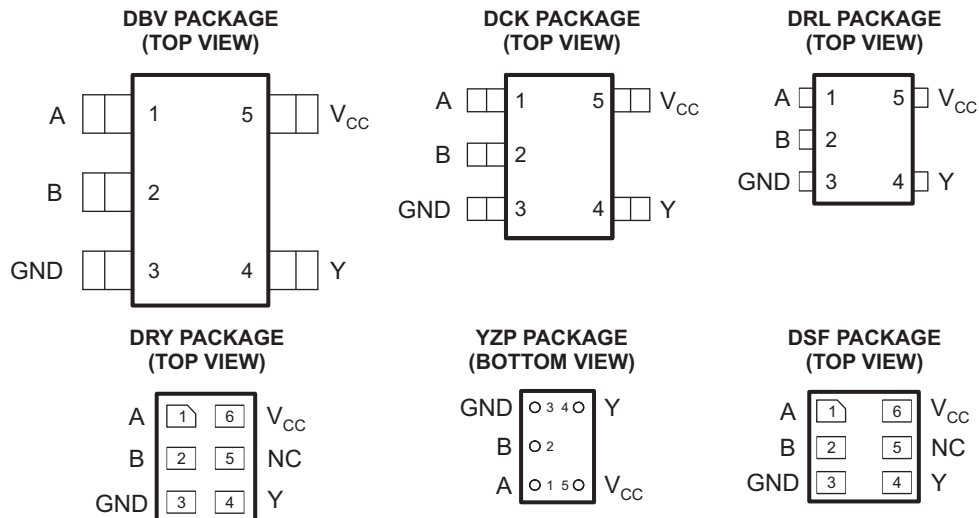 DBV PACKAGE
(TOP VIEW)
A 1 5 VCC
B 2
GND 3 4 Y
DCK PACKAGE
(TOP VIEW)
A 1 5 VCC
B 2
GND 3 4 Y
DRL PACKAGE
(TOP VIEW)
A 1 5 VCC
B 2
GND 3 4 Y
DRY PACKAGE
(TOP VIEW)
A 1 6 VCC
B 2 5 NC
GND 3 4 Y
YZP PACKAGE
(BOTTOM VIEW)
GND 3 4 Y
B 2
A 1 5 VCC
DSF PACKAGE
(TOP VIEW)
A 1 6 VCC
B 2 5 NC
GND 3 4 Y